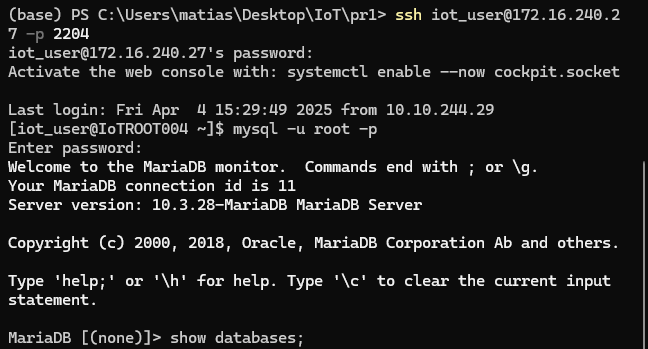 (base) PS C:\Users\matias\Desktop\IoT\pr1> ssh iot_user@172.16.240.2
7 -p 2204
iot_user@172.16.240.27's password:
Activate the web console with: systemctl enable --now cockpit.socket
Last login: Fri Apr  4 15:29:49 2025 from 10.10.244.29
[iot_user@IoTROOT004 ~]$ mysql -u root -p
Enter password:
Welcome to the MariaDB monitor.  Commands end with ; or \g.
Your MariaDB connection id is 11
Server version: 10.3.28-MariaDB MariaDB Server
Copyright (c) 2000, 2018, Oracle, MariaDB Corporation Ab and others.
Type 'help;' or '\h' for help. Type '\c' to clear the current input
statement.
MariaDB [(none)]> show databases;